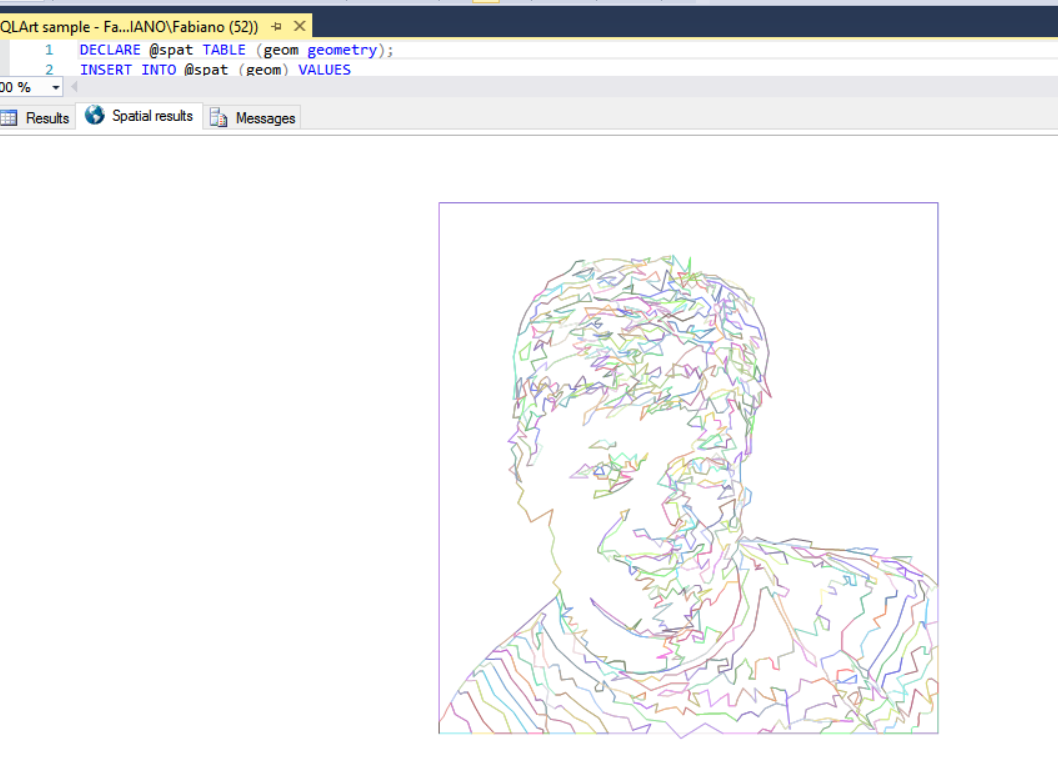 QLArt sample - Fa...IANO\Fabiano (52))
1 DECLARE @spat TABLE (geom geometry);
2 INSERT INTO @spat (geom) VALUES
00 %
Results Spatial results Messages